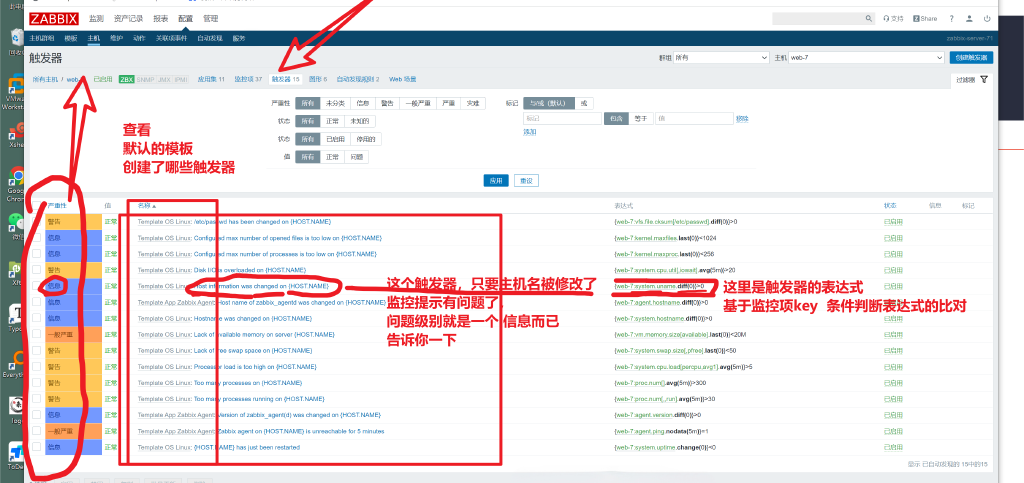 ZABBIX 监测 资产记录 报表 配置 管理 支持 Share ?
主机群组 模板 主机 维护 动作 关联项事件 自动发现 服务 zabbix-server-71
触发器 群组 所有 主机 web-7 创建触发器
所有主机 / web- 已启用 ZBX SNMP JMX IPMI 应用集 11 监控项 37 触发器 15 图形 8 自动发现规则 2 Web 场景 过滤器
严重性 所有 未分类 信息 警告 一般严重 严重 灾难 标记 与/或（默认） 或
状态 所有 正常 未知的 标记 包含 等于 值 移除
添加
状态 所有 已启用 停用的
值 所有 正常 问题
应用 重设
查看
默认的模板
创建了哪些触发器
严重性 值 名称 ▲ 表达式 状态 信息 标记
警告 正常 Template OS Linux: /etc/passwd has been changed on {HOST.NAME} {web-7:vfs.file.cksum[/etc/passwd].diff(0)}>0 已启用
信息 正常 Template OS Linux: Configured max number of opened files is too low on {HOST.NAME} {web-7:kernel.maxfiles.last(0)}<1024 已启用
信息 正常 Template OS Linux: Configured max number of processes is too low on {HOST.NAME} {web-7:kernel.maxproc.last(0)}<256 已启用
警告 正常 Template OS Linux: Disk I/O is overloaded on {HOST.NAME} {web-7:system.cpu.util[,iowait].avg(5m)}>20 已启用
信息 正常 Template OS Linux: Host information was changed on {HOST.NAME} {web-7:system.uname.diff(0)}>0 已启用
信息 正常 Template App Zabbix Agent: Host name of zabbix_agentd was changed on {HOST.NAME} {web-7:agent.hostname.diff(0)}>0 已启用
信息 正常 Template OS Linux: Hostname was changed on {HOST.NAME} {web-7:system.hostname.diff(0)}>0 已启用
一般严重 正常 Template OS Linux: Lack of available memory on server {HOST.NAME} {web-7:vm.memory.size[available].last(0)}<20M 已启用
警告 正常 Template OS Linux: Lack of free swap space on {HOST.NAME} {web-7:system.swap.size[,pfree].last(0)}<50 已启用
警告 正常 Template OS Linux: Processor load is too high on {HOST.NAME} {web-7:system.cpu.load[percpu,avg1].avg(5m)}>5 已启用
警告 正常 Template OS Linux: Too many processes on {HOST.NAME} {web-7:proc.num[].avg(5m)}>300 已启用
警告 正常 Template OS Linux: Too many processes running on {HOST.NAME} {web-7:proc.num[,,run].avg(5m)}>30 已启用
信息 正常 Template App Zabbix Agent: Version of zabbix_agent(d) was changed on {HOST.NAME} {web-7:agent.version.diff(0)}>0 已启用
一般严重 正常 Template App Zabbix Agent: Zabbix agent on {HOST.NAME} is unreachable for 5 minutes {web-7:agent.ping.nodata(5m)}=1 已启用
信息 正常 Template OS Linux: {HOST.NAME} has just been restarted {web-7:system.uptime.change(0)}<0 已启用
这个触发器，只要主机名被修改了
监控提示有问题了，
问题级别就是一个 信息而已
告诉你一下
这里是触发器的表达式
基于监控项key 条件判断表达式的比对
显示 已自动发现的 15中的15